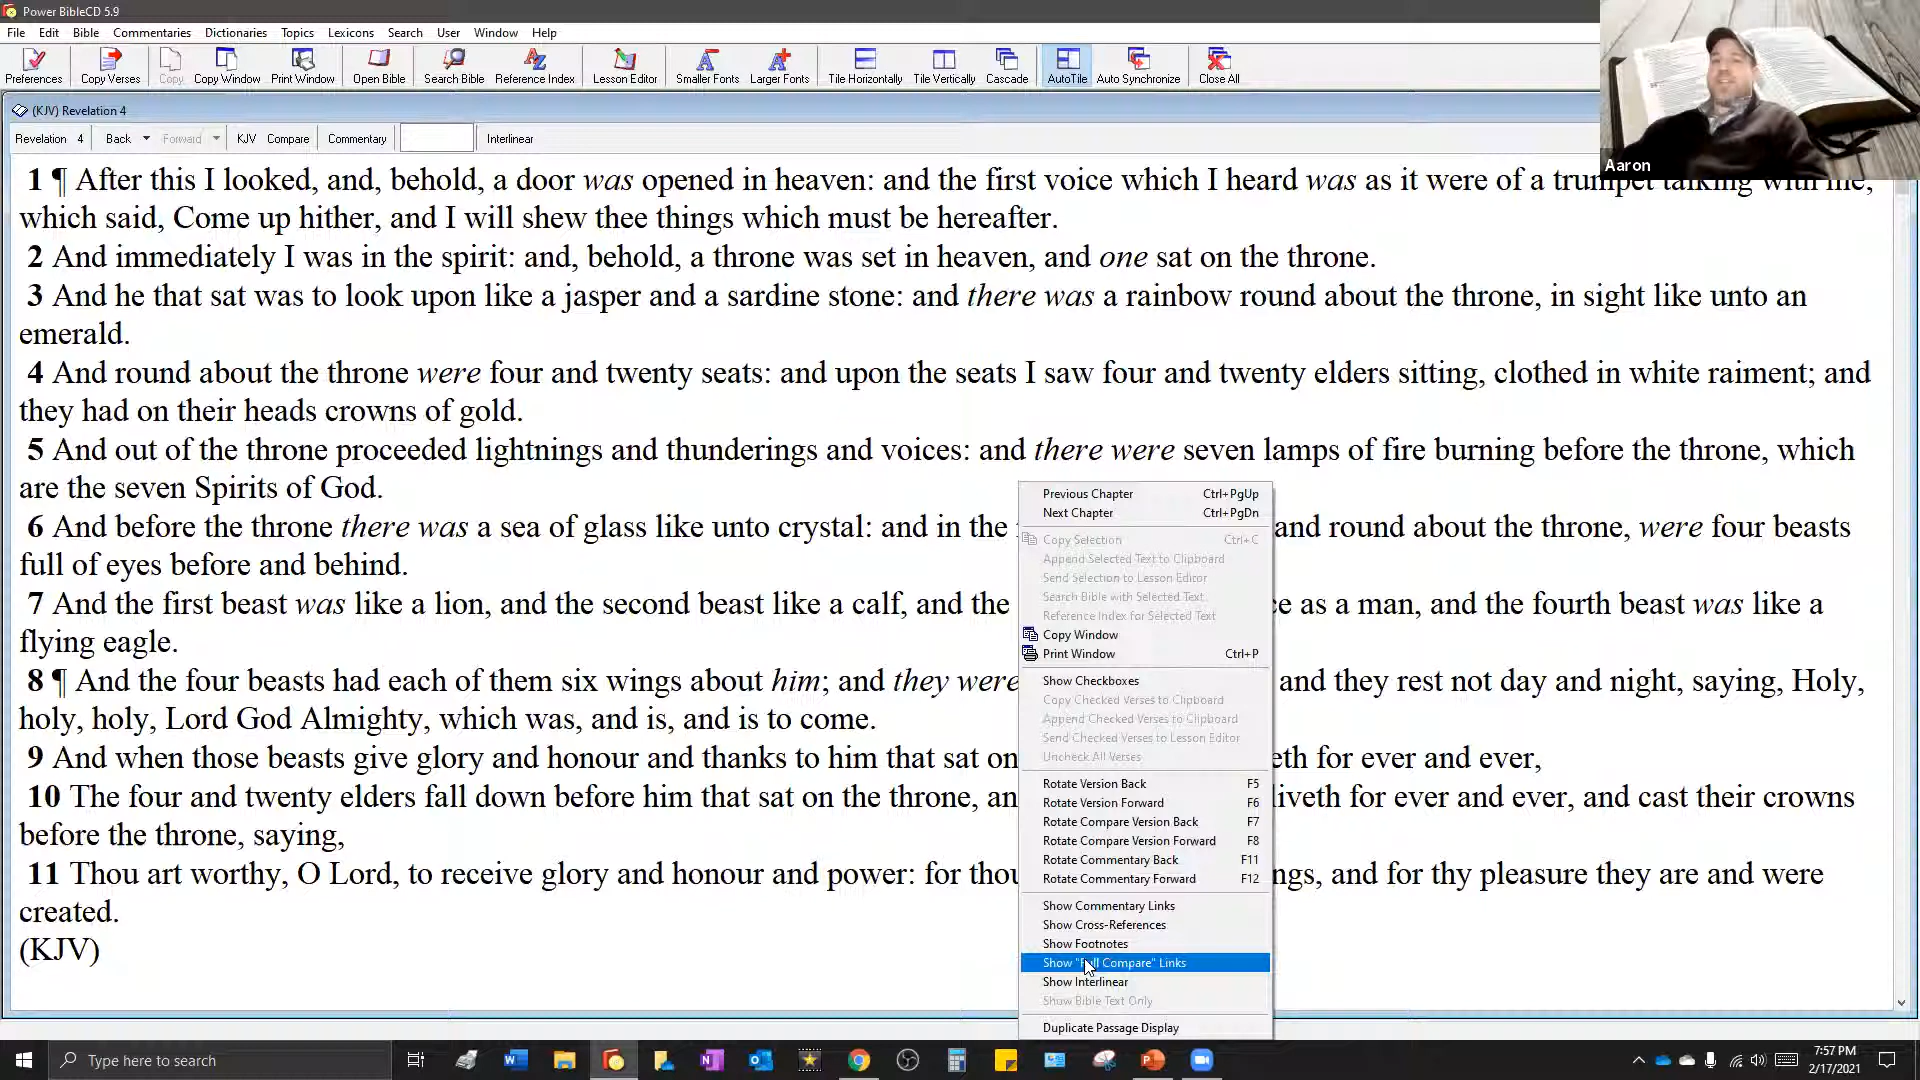 Power BibleCD 5.9
File Edit Bible Commentaries Dictionaries Topics Lexicons Search User Window Help
Preferences Copy Verses Copy Copy Window Print Window Open Bible Search Bible Reference Index Lesson Editor Smaller Fonts Larger Fonts Tile Horizontally Tile Vertically Cascade AutoTile Auto Synchronize Close All
(KJV) Revelation 4
Revelation 4 Back Forward KJV Compare Commentary Interlinear
Aaron
1 ¶ After this I looked, and, behold, a door was opened in heaven: and the first voice which I heard was as it were of a trumpet talking with me,
which said, Come up hither, and I will shew thee things which must be hereafter.
2 And immediately I was in the spirit: and, behold, a throne was set in heaven, and one sat on the throne.
3 And he that sat was to look upon like a jasper and a sardine stone: and there was a rainbow round about the throne, in sight like unto an
emerald.
4 And round about the throne were four and twenty seats: and upon the seats I saw four and twenty elders sitting, clothed in white raiment; and
they had on their heads crowns of gold.
5 And out of the throne proceeded lightnings and thunderings and voices: and there were seven lamps of fire burning before the throne, which
are the seven Spirits of God.
6 And before the throne there was a sea of glass like unto crystal: and in the and round about the throne, were four beasts
full of eyes before and behind.
7 And the first beast was like a lion, and the second beast like a calf, and the as a man, and the fourth beast was like a
flying eagle.
8 ¶ And the four beasts had each of them six wings about him; and they were and they rest not day and night, saying, Holy,
holy, holy, Lord God Almighty, which was, and is, and is to come.
9 And when those beasts give glory and honour and thanks to him that sat on eth for ever and ever,
10 The four and twenty elders fall down before him that sat on the throne, an liveth for ever and ever, and cast their crowns
before the throne, saying,
11 Thou art worthy, O Lord, to receive glory and honour and power: for thou ngs, and for thy pleasure they are and were
created.
(KJV)
Previous Chapter Ctrl+PgUp
Next Chapter Ctrl+PgDn
Copy Selection Ctrl+C
Append Selected Text to Clipboard
Send Selection to Lesson Editor
Search Bible with Selected Text
Reference Index for Selected Text
Copy Window
Print Window Ctrl+P
Show Checkboxes
Copy Checked Verses to Clipboard
Append Checked Verses to Clipboard
Send Checked Verses to Lesson Editor
Uncheck All Verses
Rotate Version Back F5
Rotate Version Forward F6
Rotate Compare Version Back F7
Rotate Compare Version Forward F8
Rotate Commentary Back F11
Rotate Commentary Forward F12
Show Commentary Links
Show Cross-References
Show Footnotes
Show "Full Compare" Links
Show Interlinear
Show Bible Text Only
Duplicate Passage Display
Type here to search
7:57 PM
2/17/2021